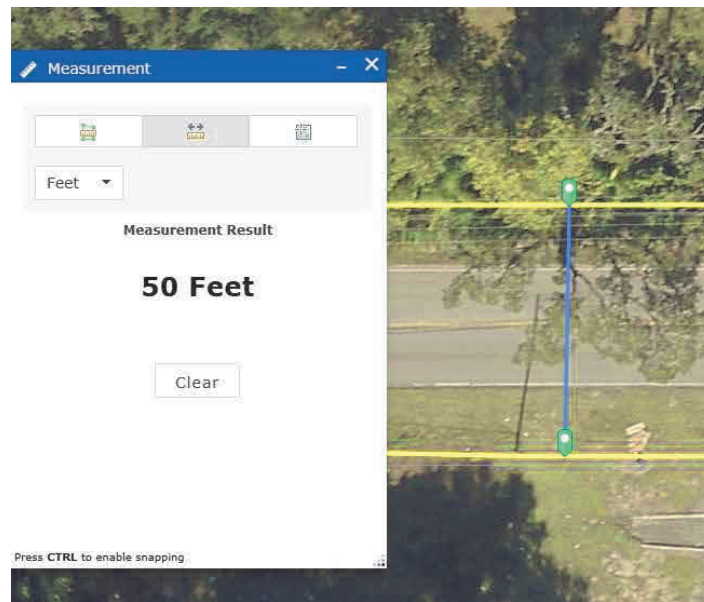 Measurement
Feet
Measurement Result
50 Feet
Clear
Press CTRL to enable snapping